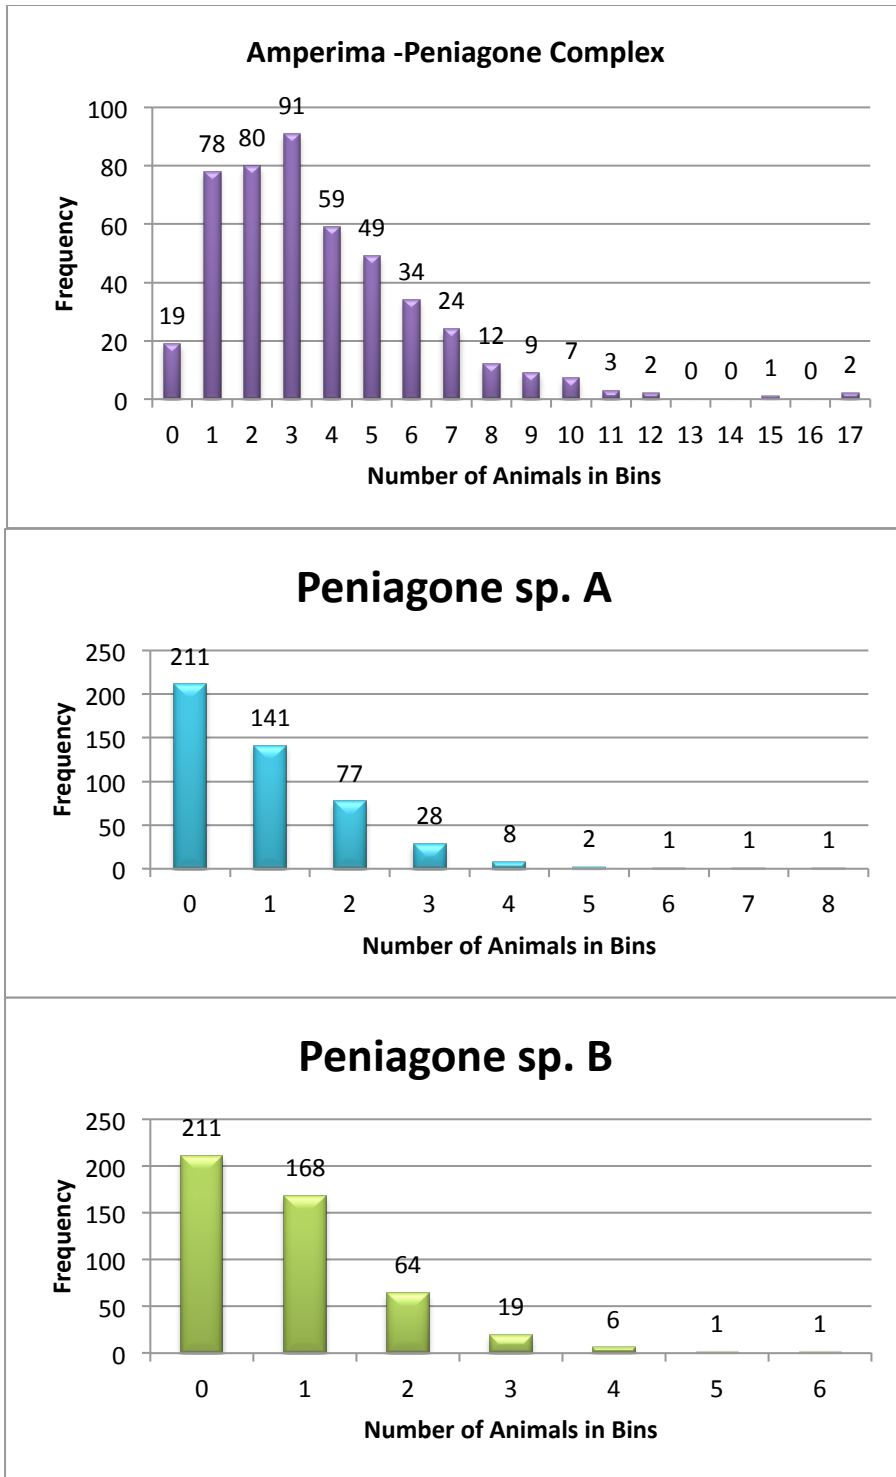 Amperima -Peniagone Complex
100
80
60
40
20
0
Frequency
19 78 80 91 59 49 34 24 12 9 7 3 2 0 0 1 0 2
0 1 2 3 4 5 6 7 8 9 10 11 12 13 14 15 16 17
Number of Animals in Bins
Peniagone sp. A
250
200
150
100
50
0
Frequency
211 141 77 28 8 2 1 1 1
0 1 2 3 4 5 6 7 8
Number of Animals in Bins
Peniagone sp. B
250
200
150
100
50
0
Frequency
211 168 64 19 6 1 1
0 1 2 3 4 5 6
Number of Animals in Bins